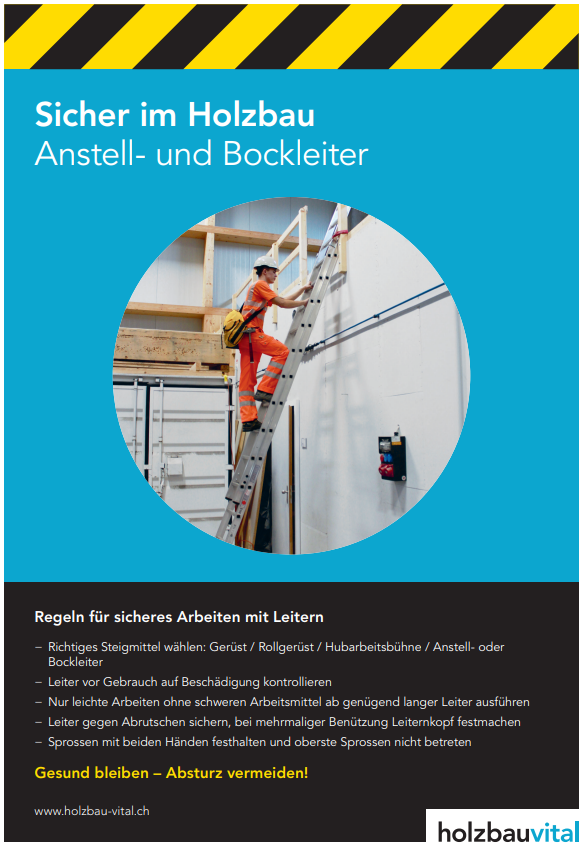 Sicher im Holzbau
Anstell- und Bockleiter
Regeln für sicheres Arbeiten mit Leitern
– Richtiges Steigmittel wählen: Gerüst / Rollgerüst / Hubarbeitsbühne / Anstell- oder
Bockleiter
– Leiter vor Gebrauch auf Beschädigung kontrollieren
– Nur leichte Arbeiten ohne schweren Arbeitsmittel ab genügend langer Leiter ausführen
– Leiter gegen Abrutschen sichern, bei mehrmaliger Benützung Leiternkopf festmachen
– Sprossen mit beiden Händen festhalten und oberste Sprossen nicht betreten
Gesund bleiben – Absturz vermeiden!
www.holzbau-vital.ch
holzbauvital